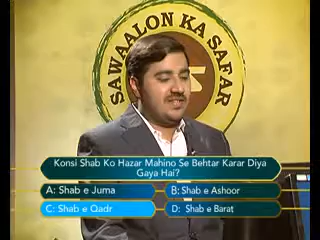 SAWAALON KA SAFAR
Konsi Shab Ko Hazar Mahino Se Behtar Karar Diya
Gaya Hai?
A: Shab e Juma
B: Shab e Ashoor
C: Shab e Qadr
D: Shab e Barat